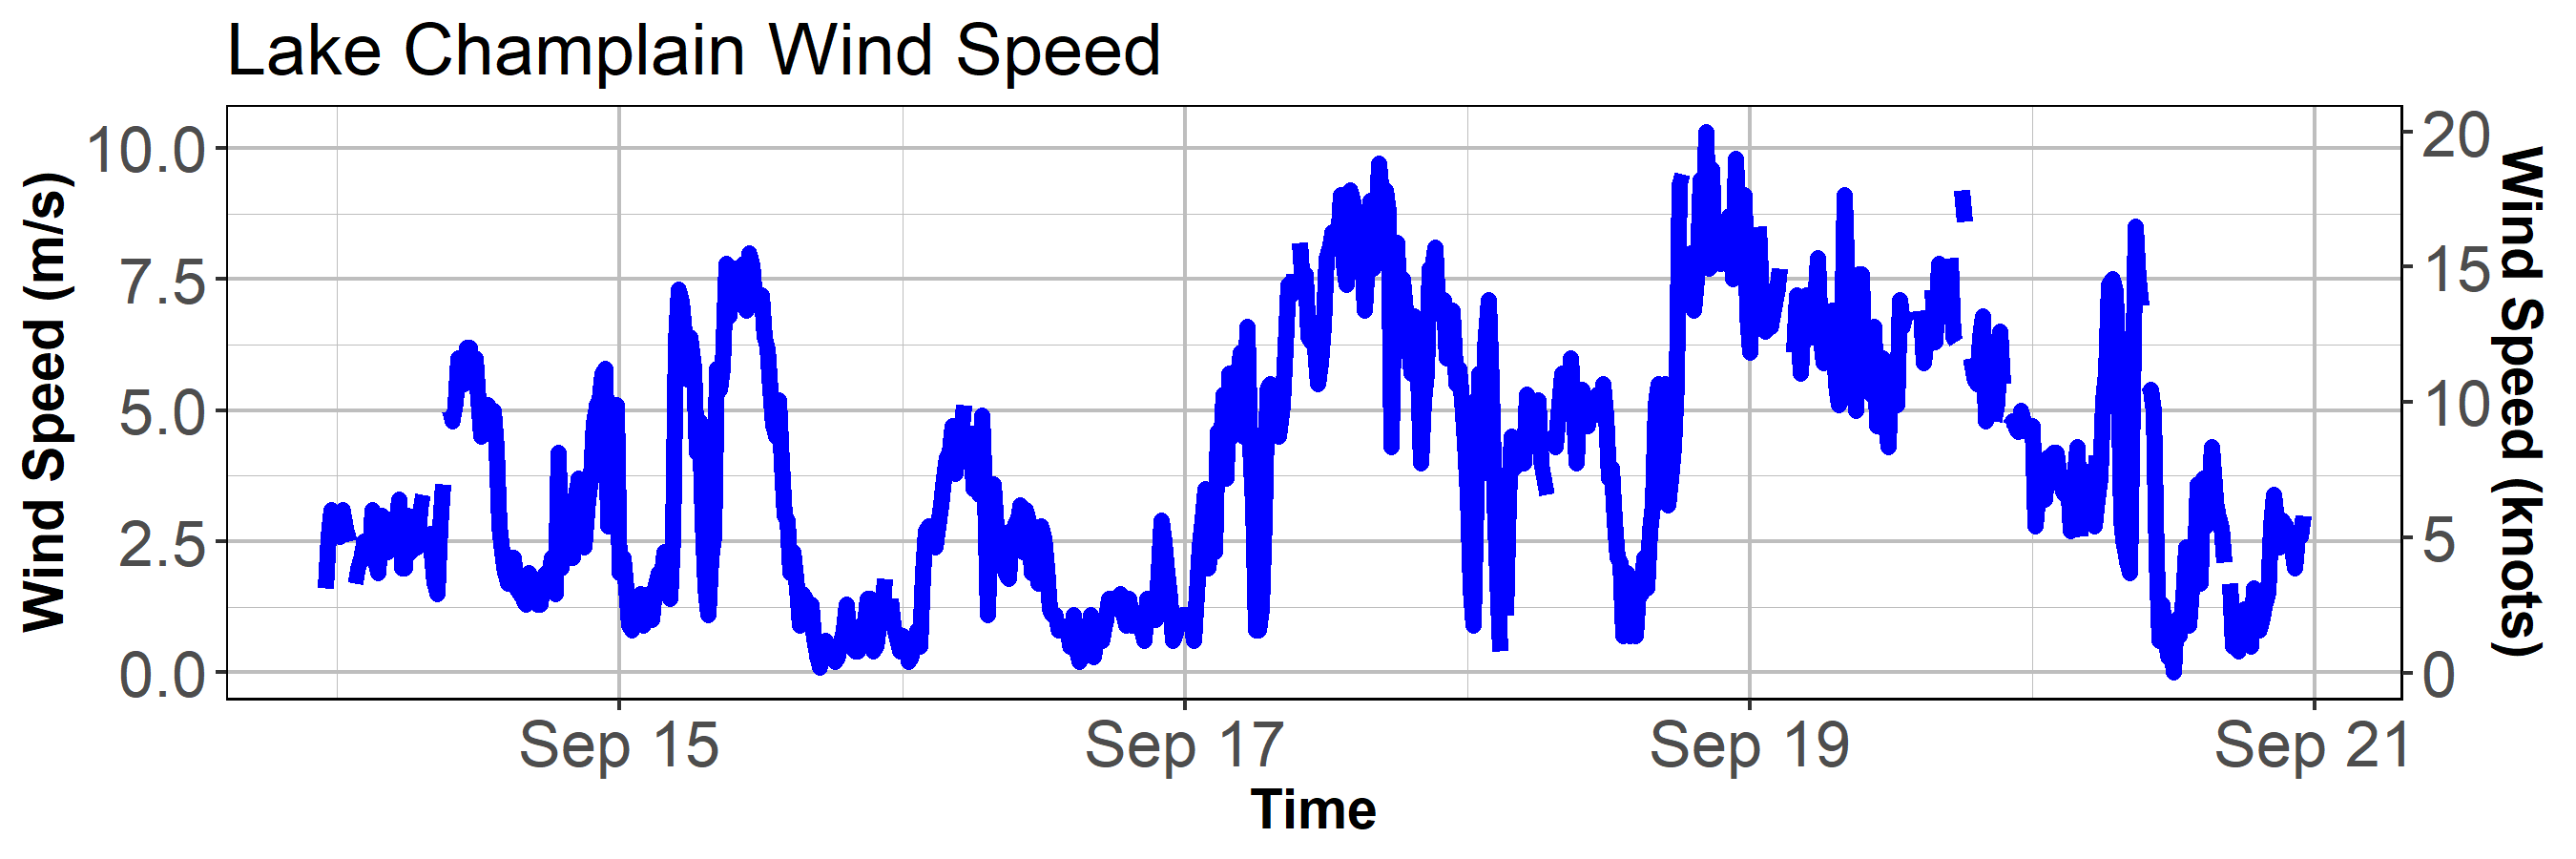 Lake Champlain Wind Speed
Wind Speed (m/s)
10.0
7.5
5.0
2.5
0.0
20
15
10
5
0
Wind Speed (knots)
Sep 15 Sep 17 Sep 19 Sep 21
Time